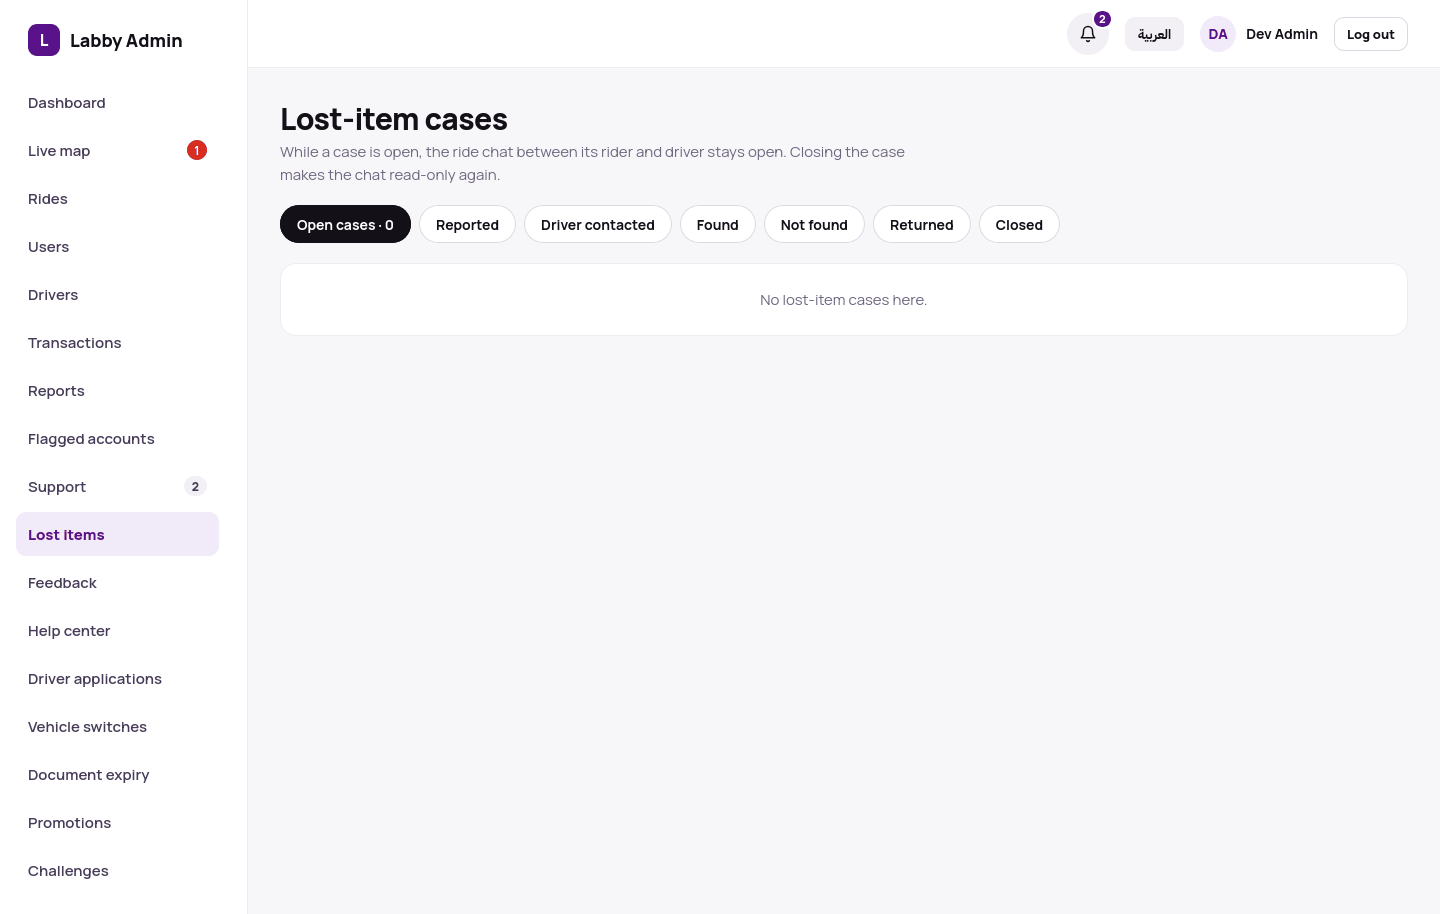 L
Labby Admin
2
العربية
DA
Dev Admin
Log out
Dashboard
Live map
1
Rides
Users
Drivers
Transactions
Reports
Flagged accounts
Support
2
Lost items
Feedback
Help center
Driver applications
Vehicle switches
Document expiry
Promotions
Challenges
Lost-item cases
While a case is open, the ride chat between its rider and driver stays open. Closing the case
makes the chat read-only again.
Open cases · 0
Reported
Driver contacted
Found
Not found
Returned
Closed
No lost-item cases here.